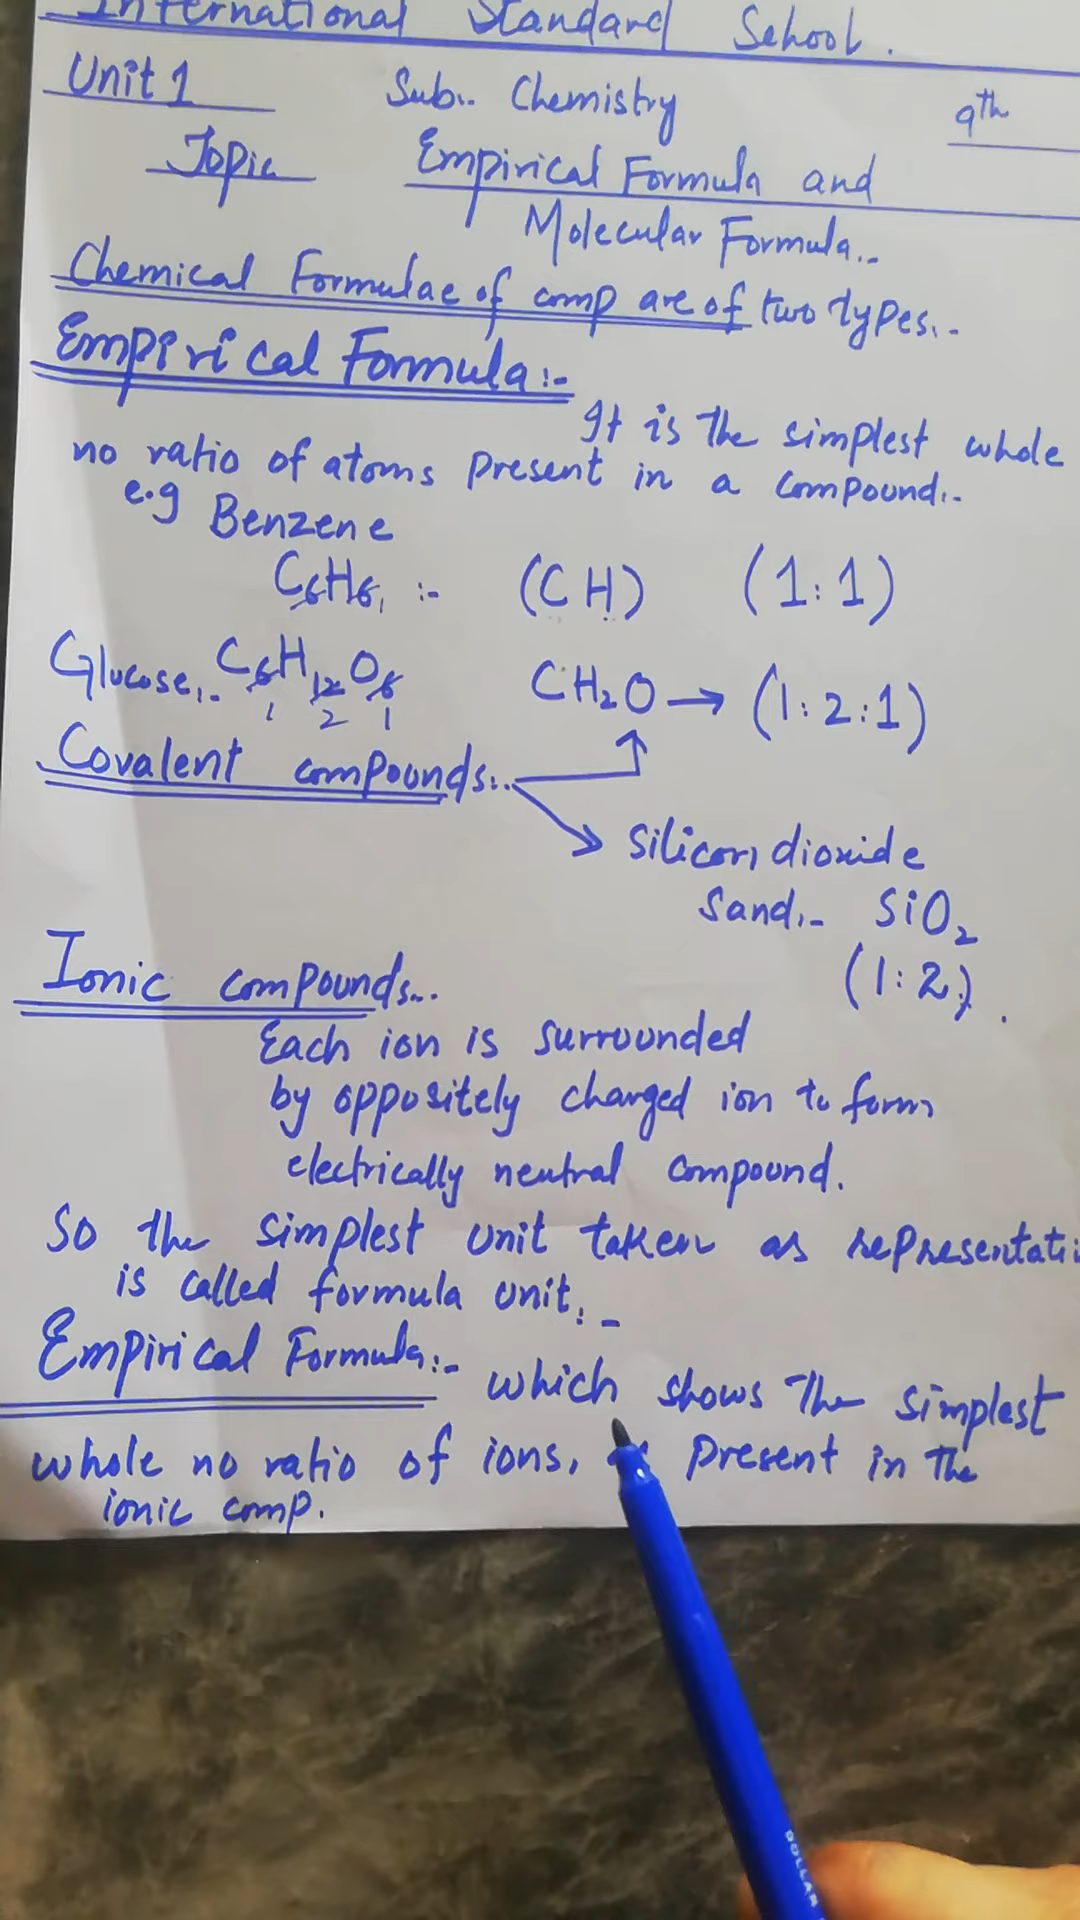 International Standard School.
Unit 1 Sub.. Chemistry 9th
Topic Empirical Formula and
Molecular Formula..
Chemical Formulae of comp are of two types..
Empirical Formula:-
It is the simplest whole
no ratio of atoms present in a compound..
e.g Benzene
C6H6, :- (CH) (1:1)
Glucose,.. C6H12O6 CH2O → (1:2:1)
1 2 1
Covalent compounds:..
Silicon dioxide
Sand.- SiO2
(1:2).
Ionic compounds...
Each ion is surrounded
by oppositely charged ion to form
electrically neutral compound.
So the simplest unit taken as representati
is called formula unit:-
Empirical Formula:- which shows the simplest
whole no ratio of ions, present in the
ionic comp.
DOLLAR